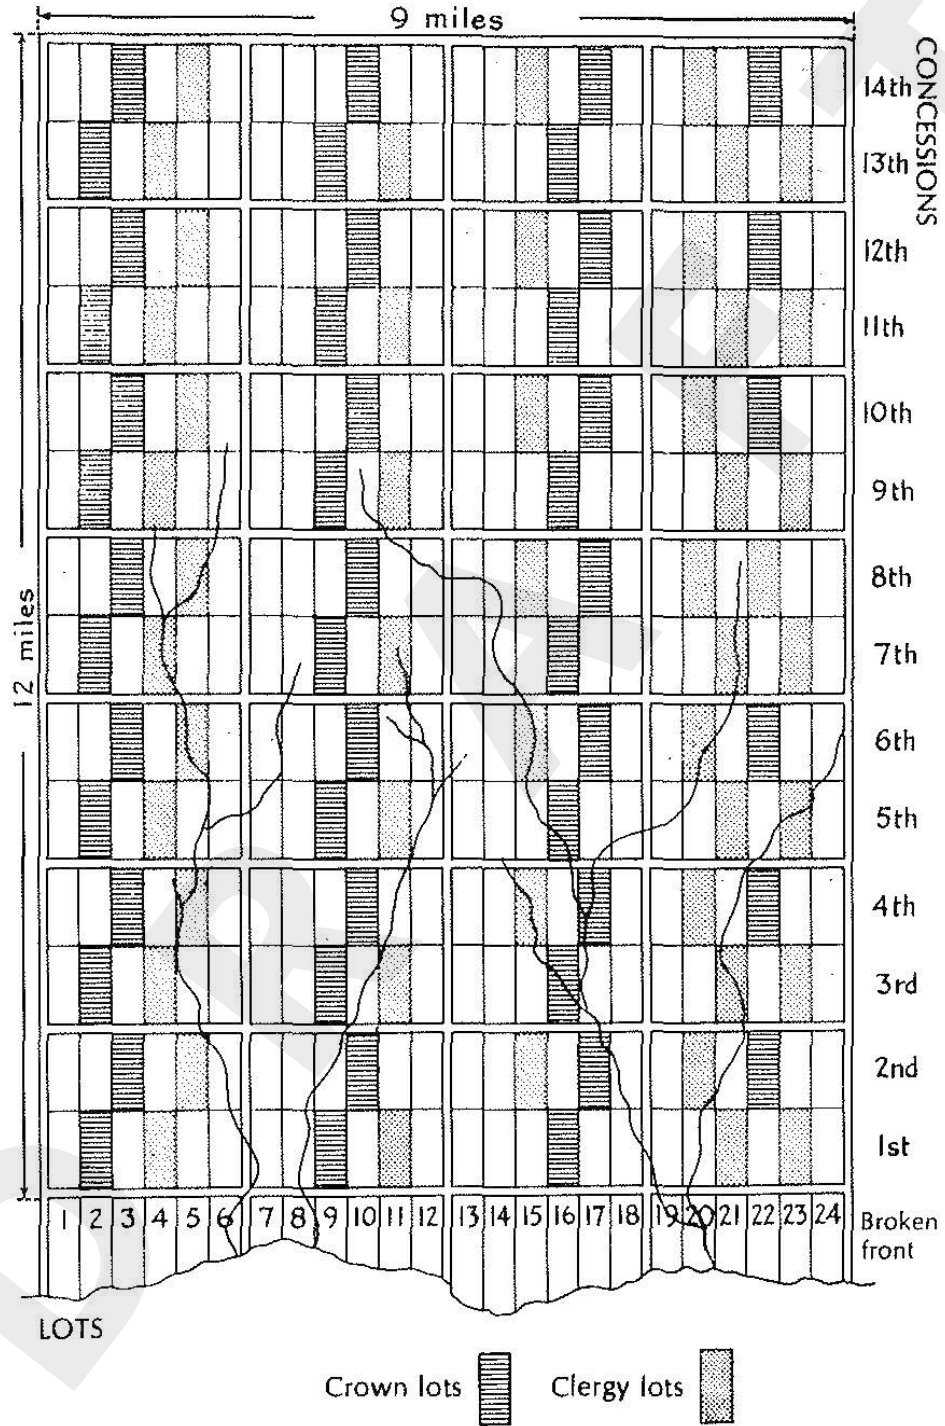 9 miles
CONCESSIONS
14th
13th
12th
11th
10th
9th
12 miles
8th
7th
6th
5th
4th
3rd
2nd
1st
1 2 3 4 5 6 7 8 9 10 11 12 13 14 15 16 17 18 19 20 21 22 23 24
Broken
front
LOTS
Crown lots
Clergy lots
DRAFT